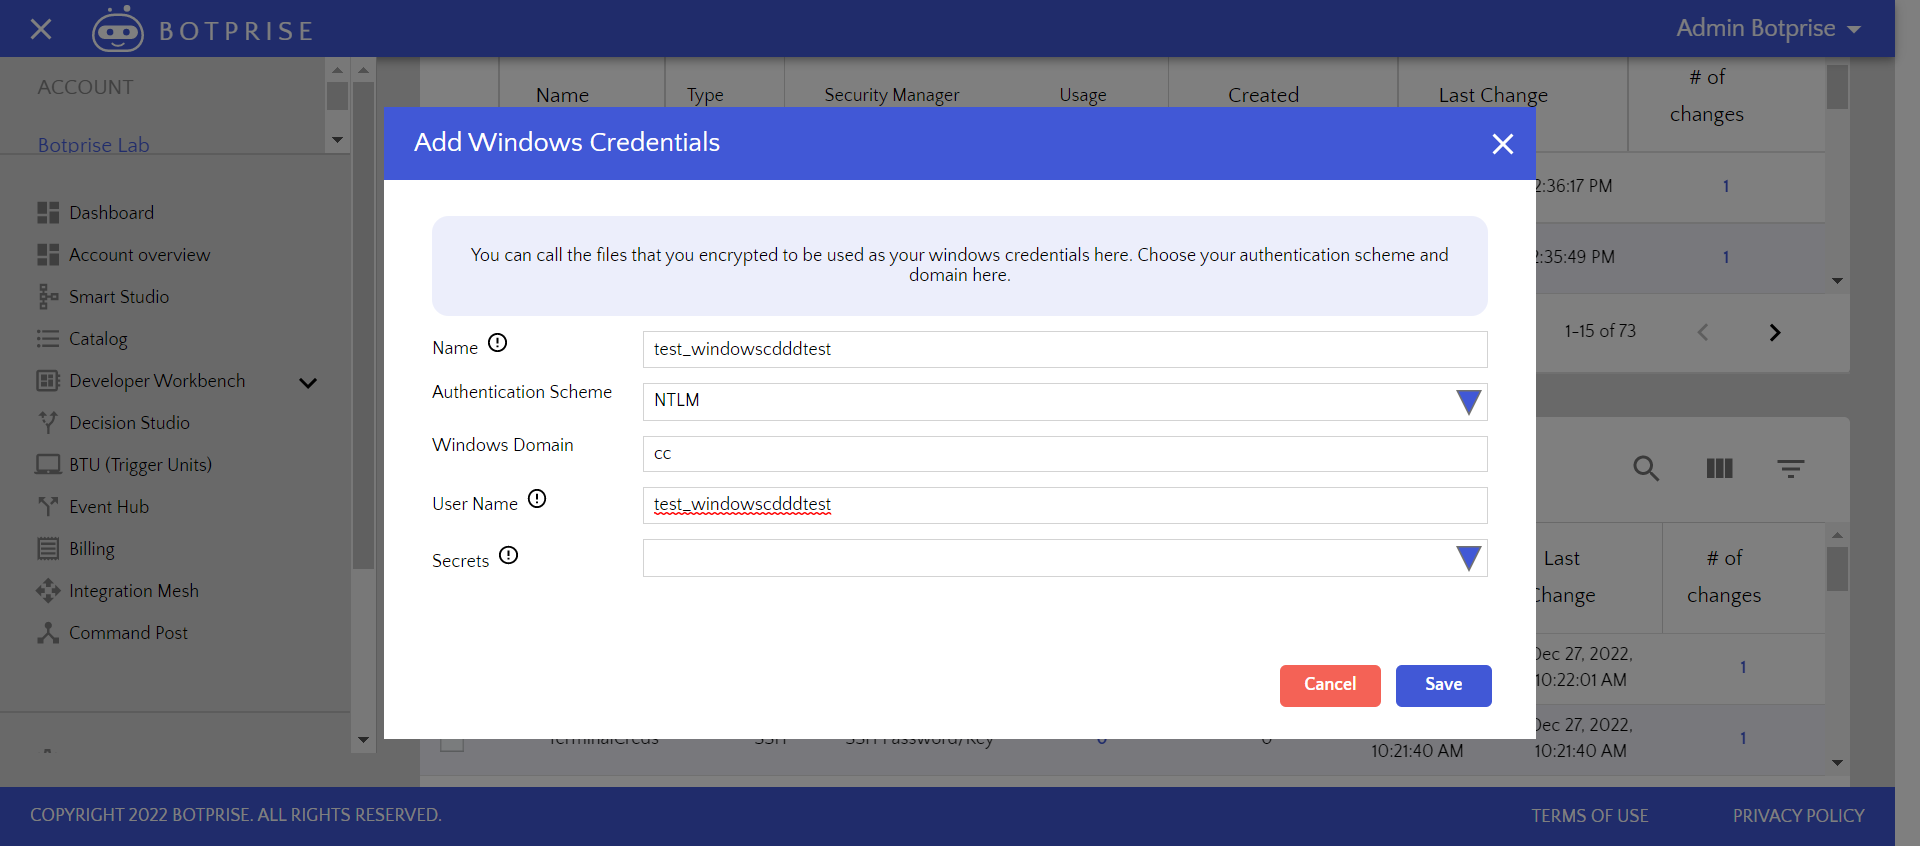 BOTPRISE
Admin Botprise
ACCOUNT
Botprise Lab
Dashboard
Account overview
Smart Studio
Catalog
Developer Workbench
Decision Studio
BTU (Trigger Units)
Event Hub
Billing
Integration Mesh
Command Post
Name
Type
Security Manager
Usage
Created
Last Change
# of
changes
2:36:17 PM
1
2:35:49 PM
1
1-15 of 73
Add Windows Credentials
You can call the files that you encrypted to be used as your windows credentials here. Choose your authentication scheme and
domain here.
Name
test_windowscdddtest
Authentication Scheme
NTLM
Windows Domain
cc
User Name
test_windowscdddtest
Secrets
Cancel
Save
Last
Change
# of
changes
Dec 27, 2022,
10:22:01 AM
1
TerminalCreds
SSH
SSH Password/Key
10:21:40 AM
Dec 27, 2022,
10:21:40 AM
1
COPYRIGHT 2022 BOTPRISE. ALL RIGHTS RESERVED.
TERMS OF USE
PRIVACY POLICY